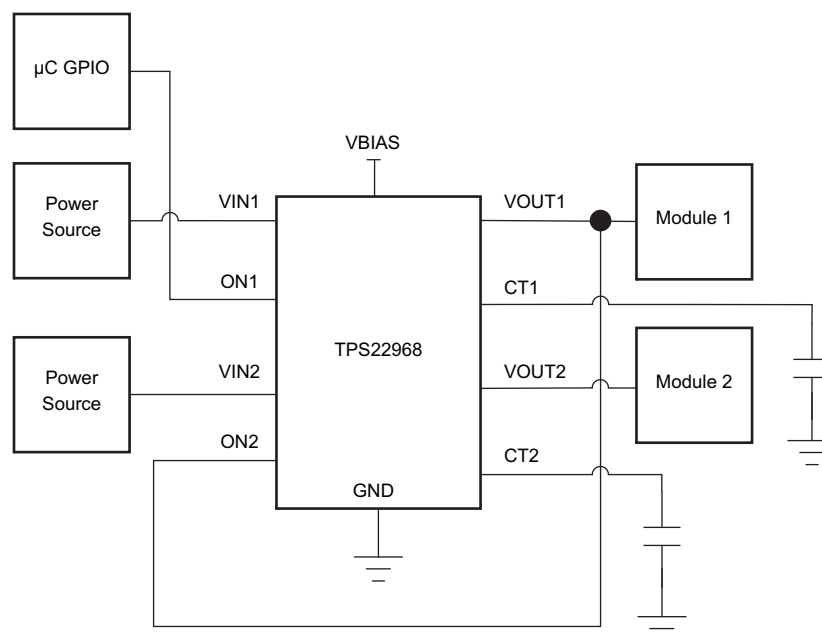 µC GPIO
VBIAS
Power
Source
VIN1
VOUT1
Module 1
ON1
CT1
TPS22968
Power
Source
VIN2
VOUT2
Module 2
ON2
CT2
GND